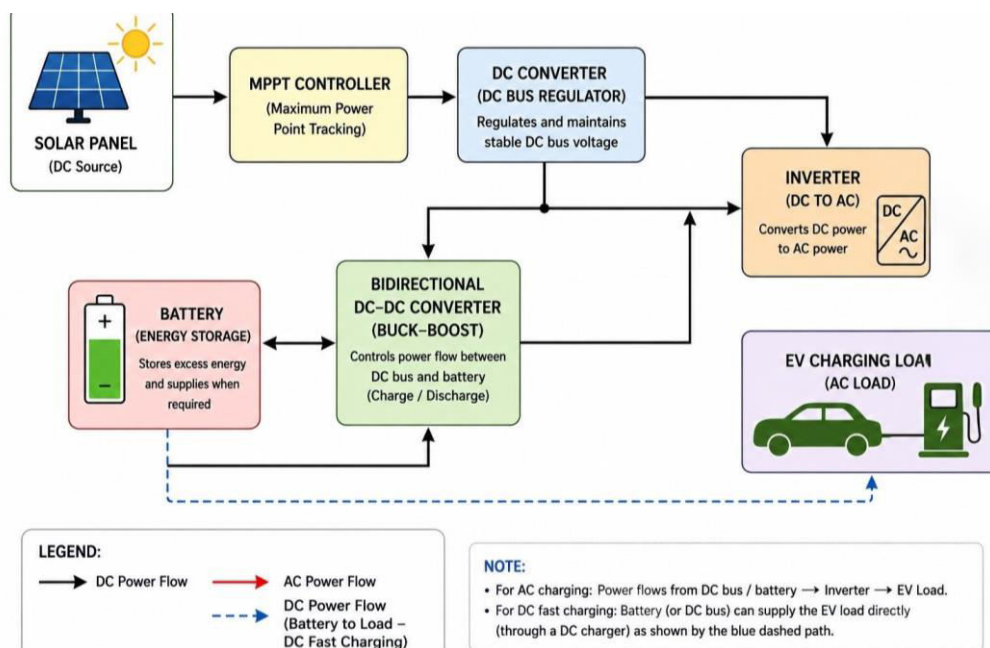 SOLAR PANEL
(DC Source)
MPPT CONTROLLER
(Maximum Power
Point Tracking)
DC CONVERTER
(DC BUS REGULATOR)
Regulates and maintains
stable DC bus voltage
INVERTER
(DC TO AC)
Converts DC power
to AC power
DC
AC
BATTERY
(ENERGY STORAGE)
Stores excess energy
and supplies when
required
+
–
BIDIRECTIONAL
DC–DC CONVERTER
(BUCK–BOOST)
Controls power flow between
DC bus and battery
(Charge / Discharge)
EV CHARGING
(AC LOAD)
LEGEND:
DC Power Flow
AC Power Flow
DC Power Flow
(Battery to Load –
DC Fast Charging)
NOTE:
• For AC charging: Power flows from DC bus / battery → Inverter → EV Load.
• For DC fast charging: Battery (or DC bus) can supply the EV load directly
(through a DC charger) as shown by the blue dashed path.